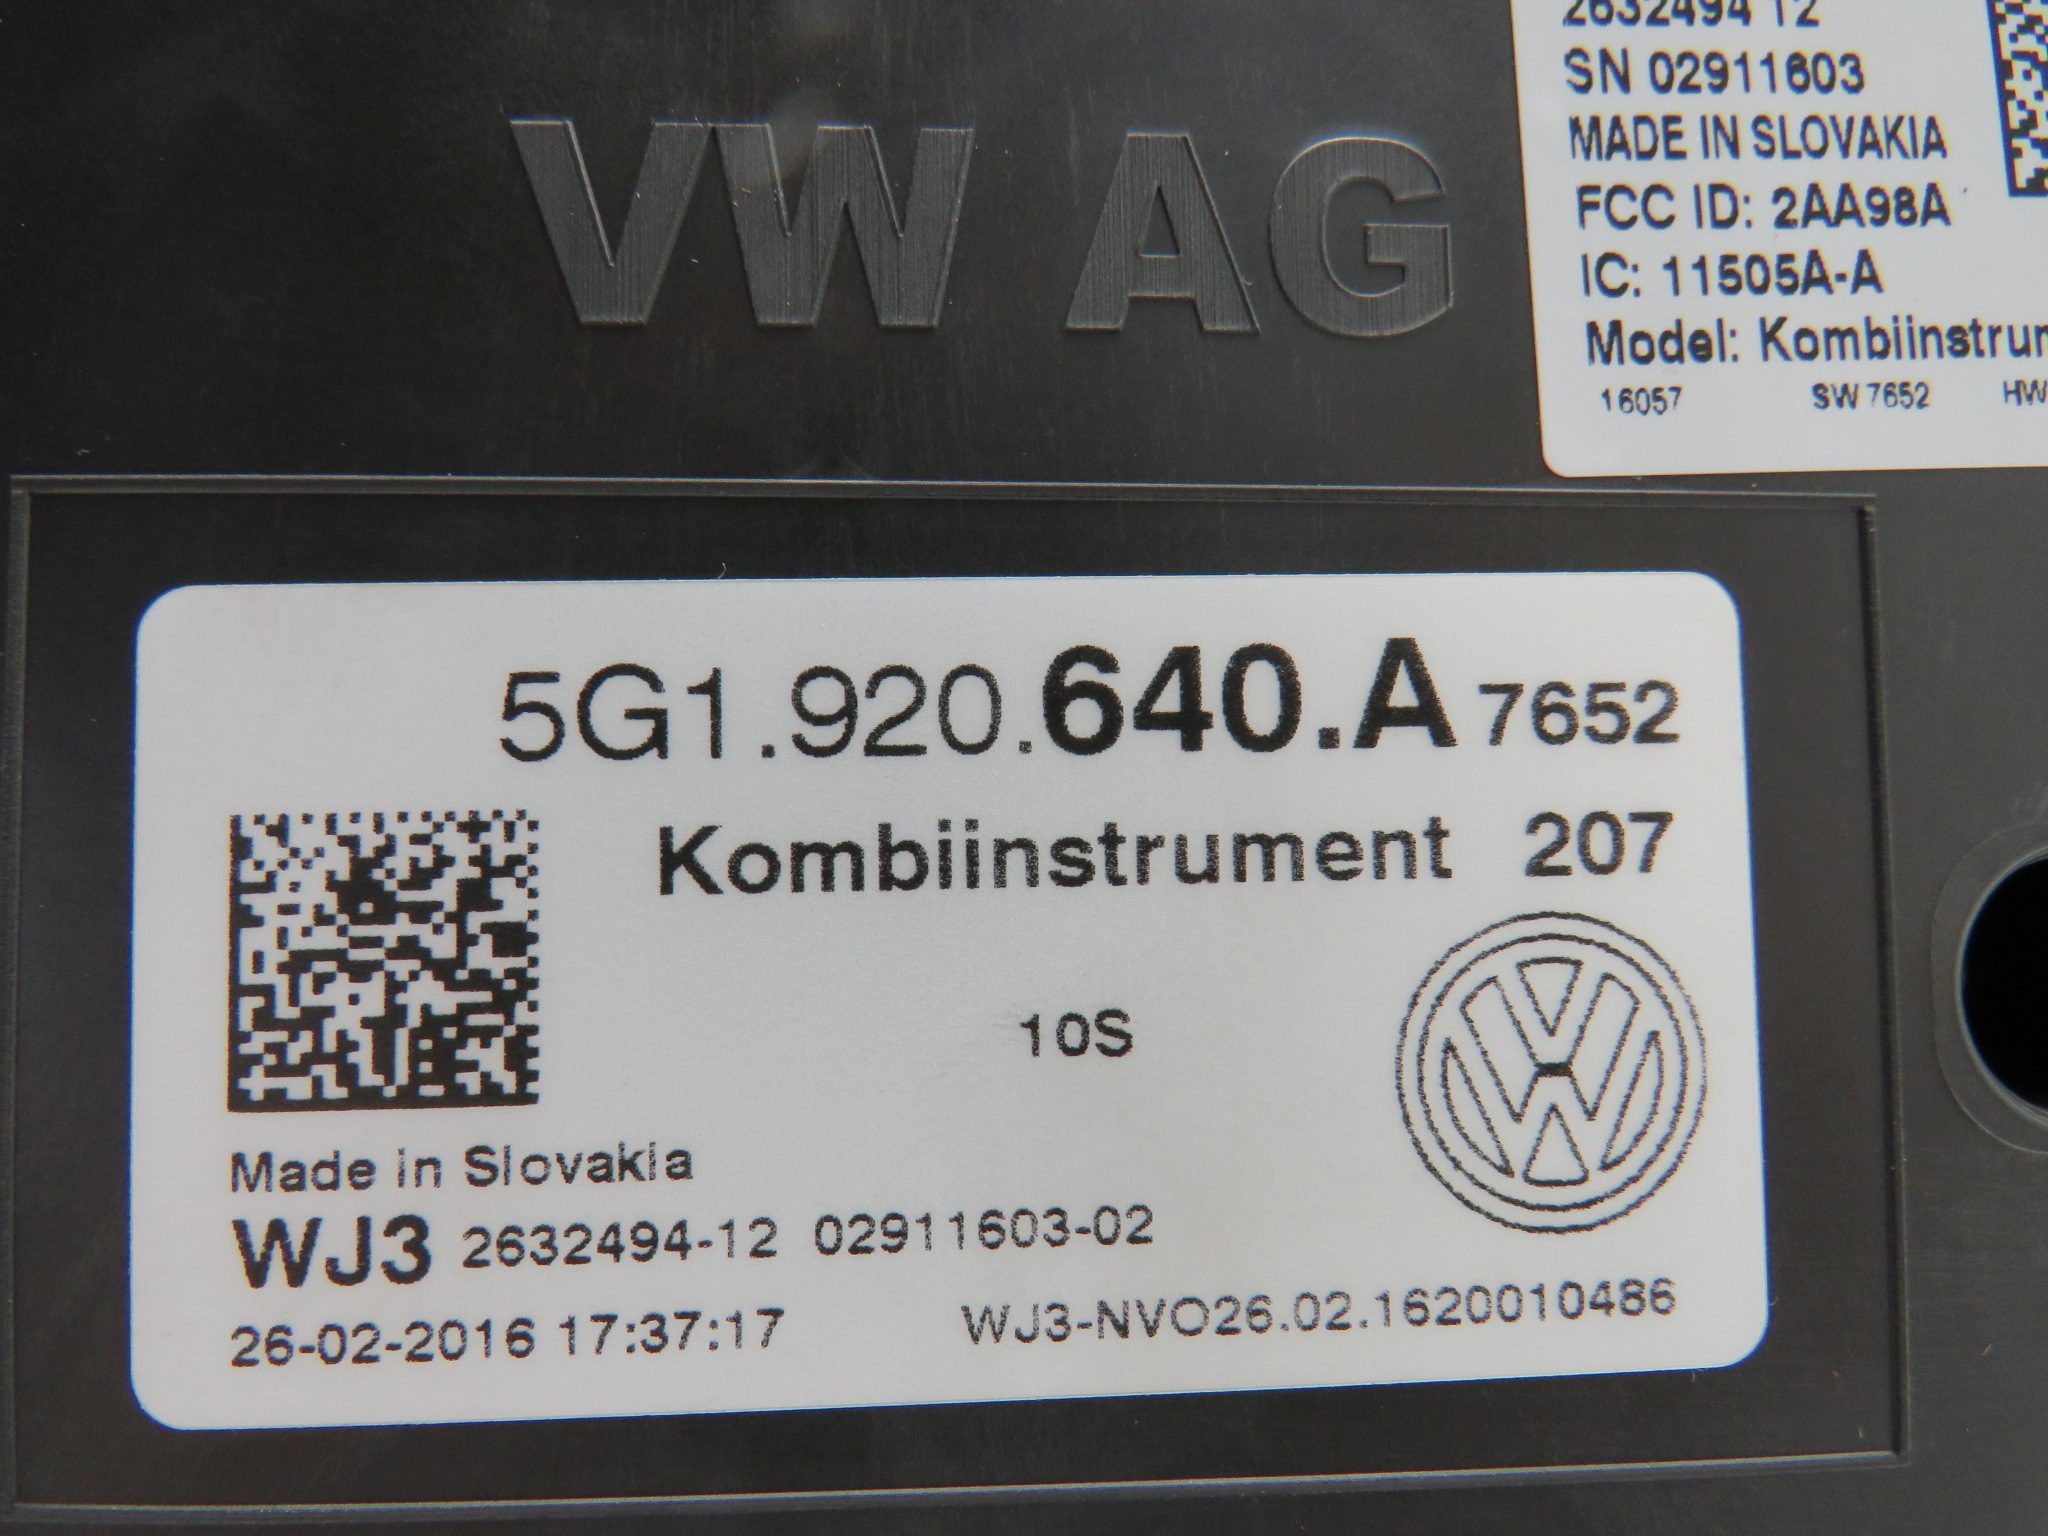 VW AG
2632494 12
SN 02911603
MADE IN SLOVAKIA
FCC ID: 2AA98A
IC: 11505A-A
Model: Kombiinstrum
16057 SW 7652 HW
5G1.920.640.A 7652
Kombiinstrument 207
10S
Made in Slovakia
WJ3 2632494-12 02911603-02
26-02-2016 17:37:17 WJ3-NVO26.02.1620010486